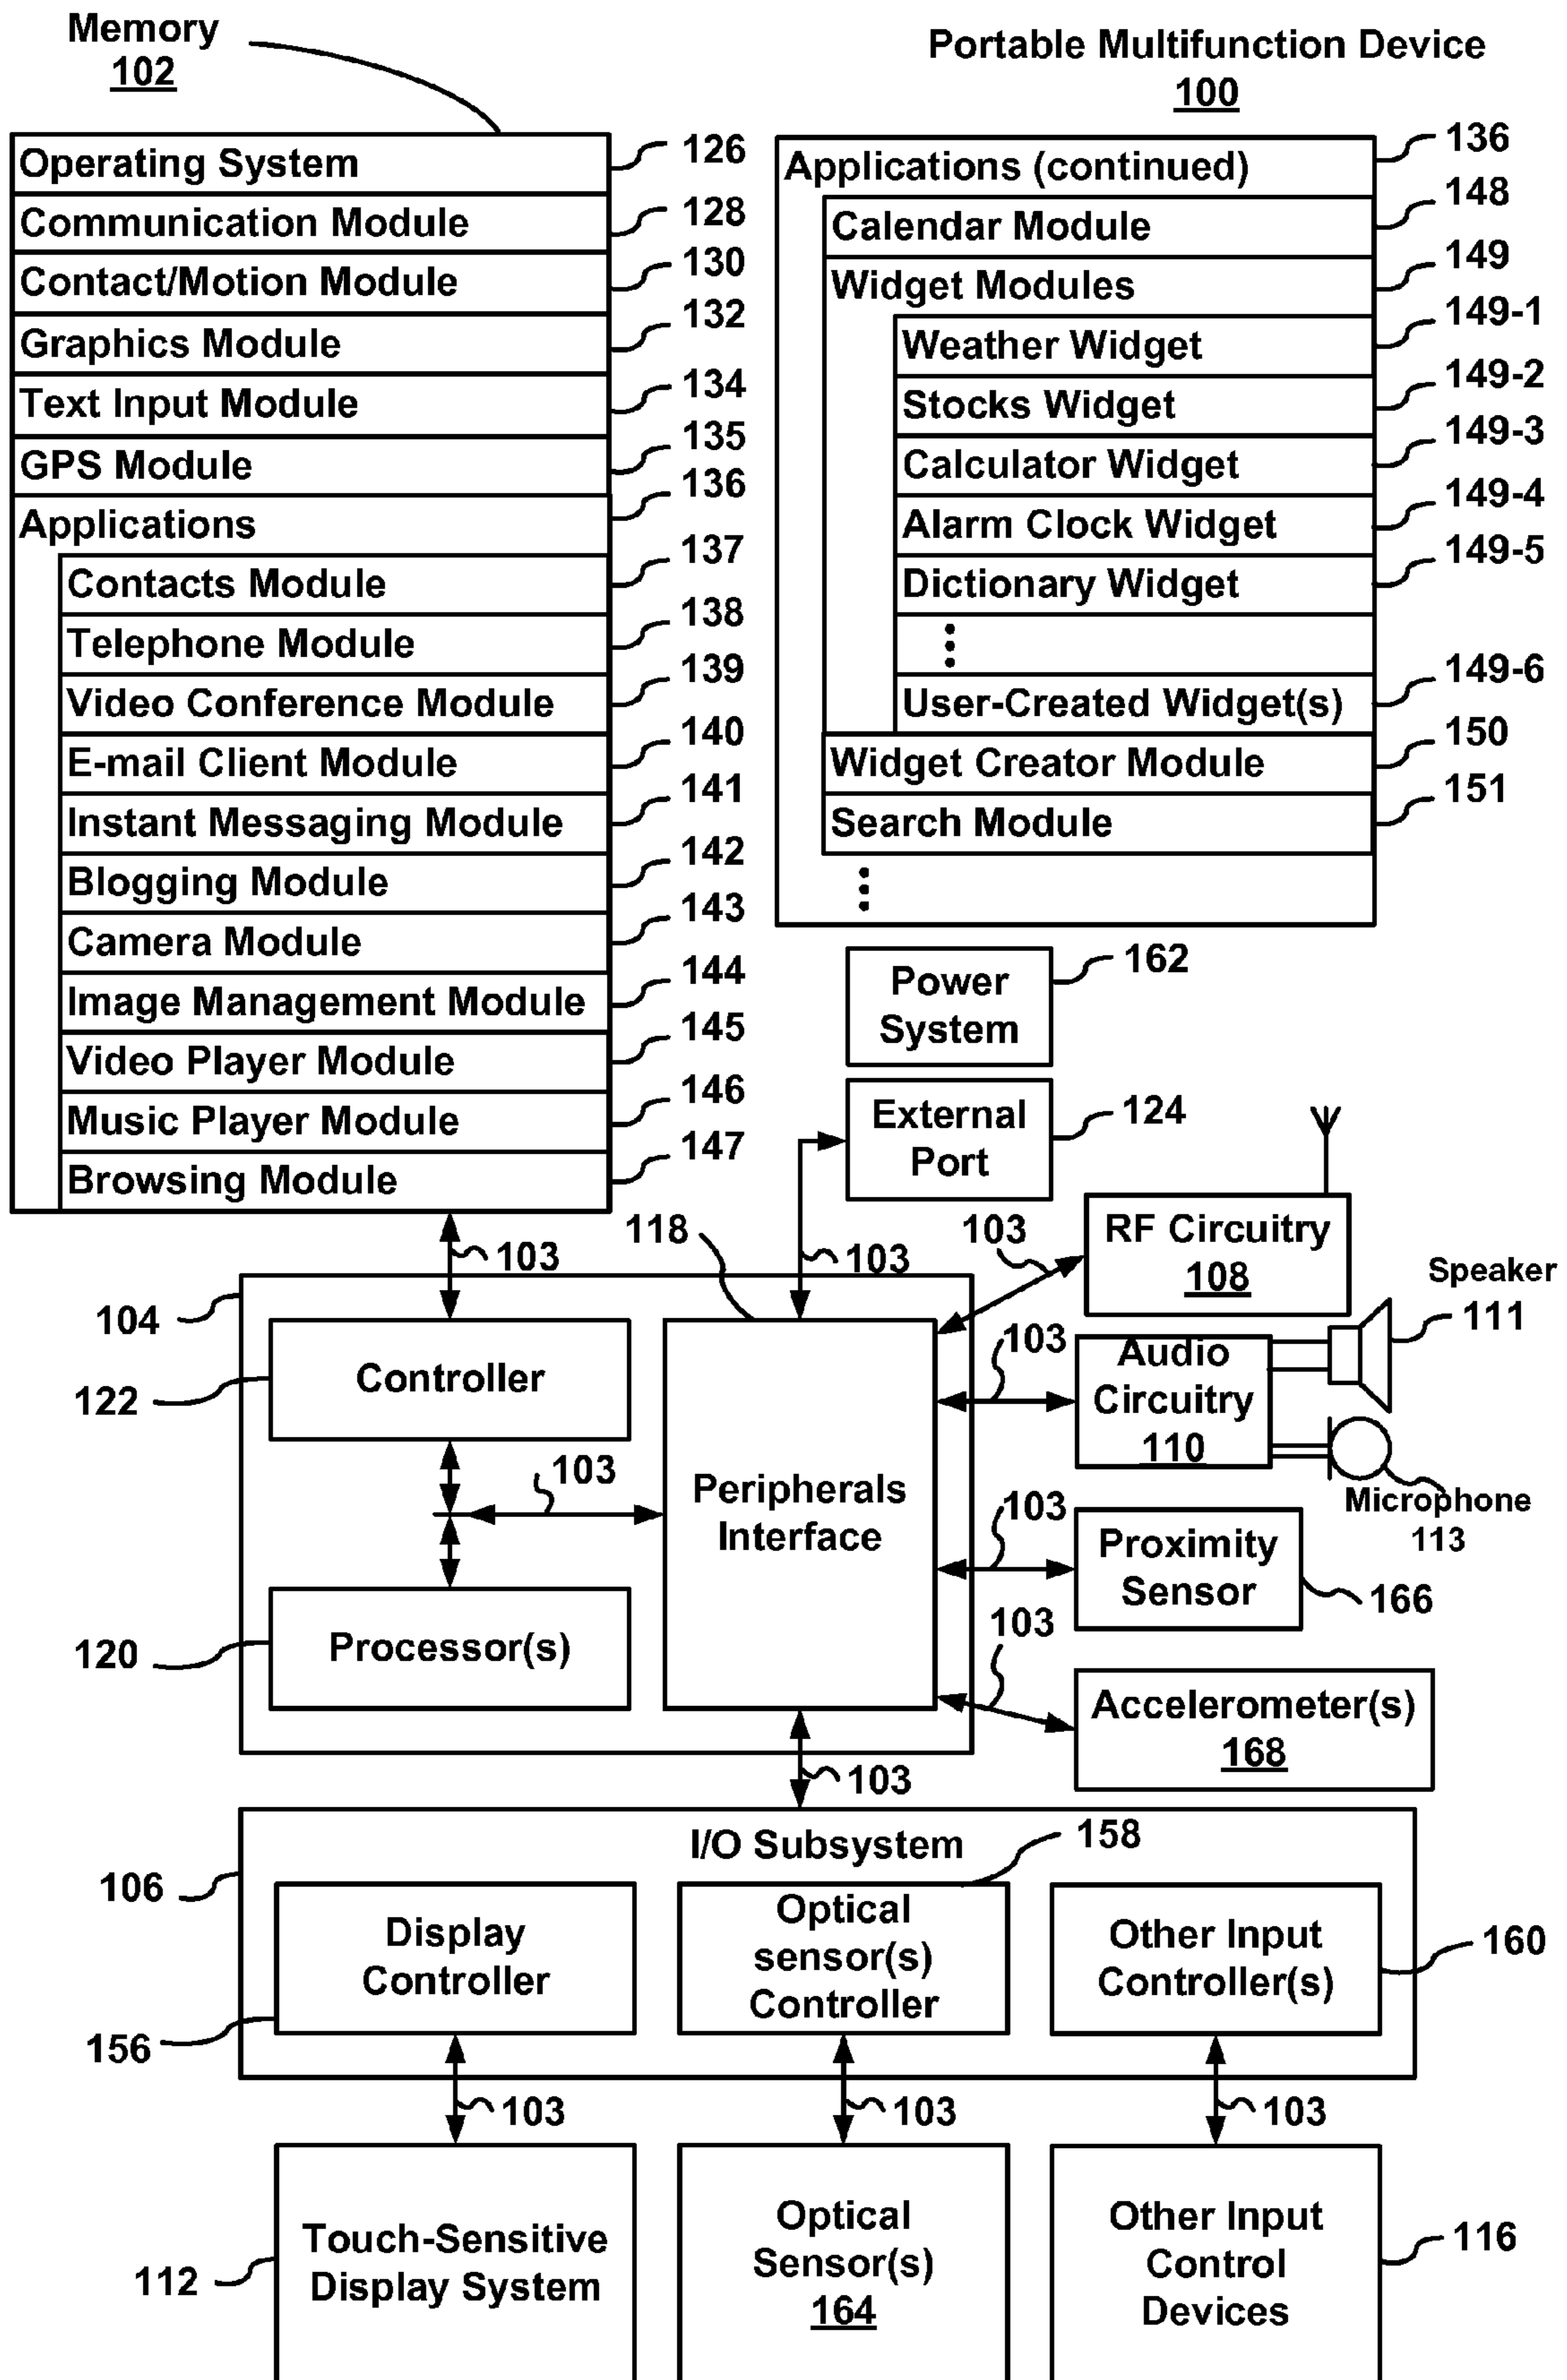 Memory
102
Portable Multifunction Device
100
Operating System
126
Communication Module
128
Contact/Motion Module
130
Graphics Module
132
Text Input Module
134
GPS Module
135
Applications
136
Contacts Module
137
Telephone Module
138
Video Conference Module
139
E-mail Client Module
140
Instant Messaging Module
141
Blogging Module
142
Camera Module
143
Image Management Module
144
Video Player Module
145
Music Player Module
146
Browsing Module
147
Applications (continued)
136
Calendar Module
148
Widget Modules
149
Weather Widget
149-1
Stocks Widget
149-2
Calculator Widget
149-3
Alarm Clock Widget
149-4
Dictionary Widget
149-5
User-Created Widget(s)
149-6
Widget Creator Module
150
Search Module
151
Power
System
162
External
Port
124
103
118
103
103
RF Circuitry
108
Speaker
111
104
Controller
122
103
Audio
Circuitry
110
Microphone
113
103
Peripherals
Interface
103
Proximity
Sensor
166
Processor(s)
120
103
Accelerometer(s)
168
103
I/O Subsystem
106
Display
Controller
156
Optical
sensor(s)
Controller
158
Other Input
Controller(s)
160
103
103
103
Touch-Sensitive
Display System
112
Optical
Sensor(s)
164
Other Input
Control
Devices
116